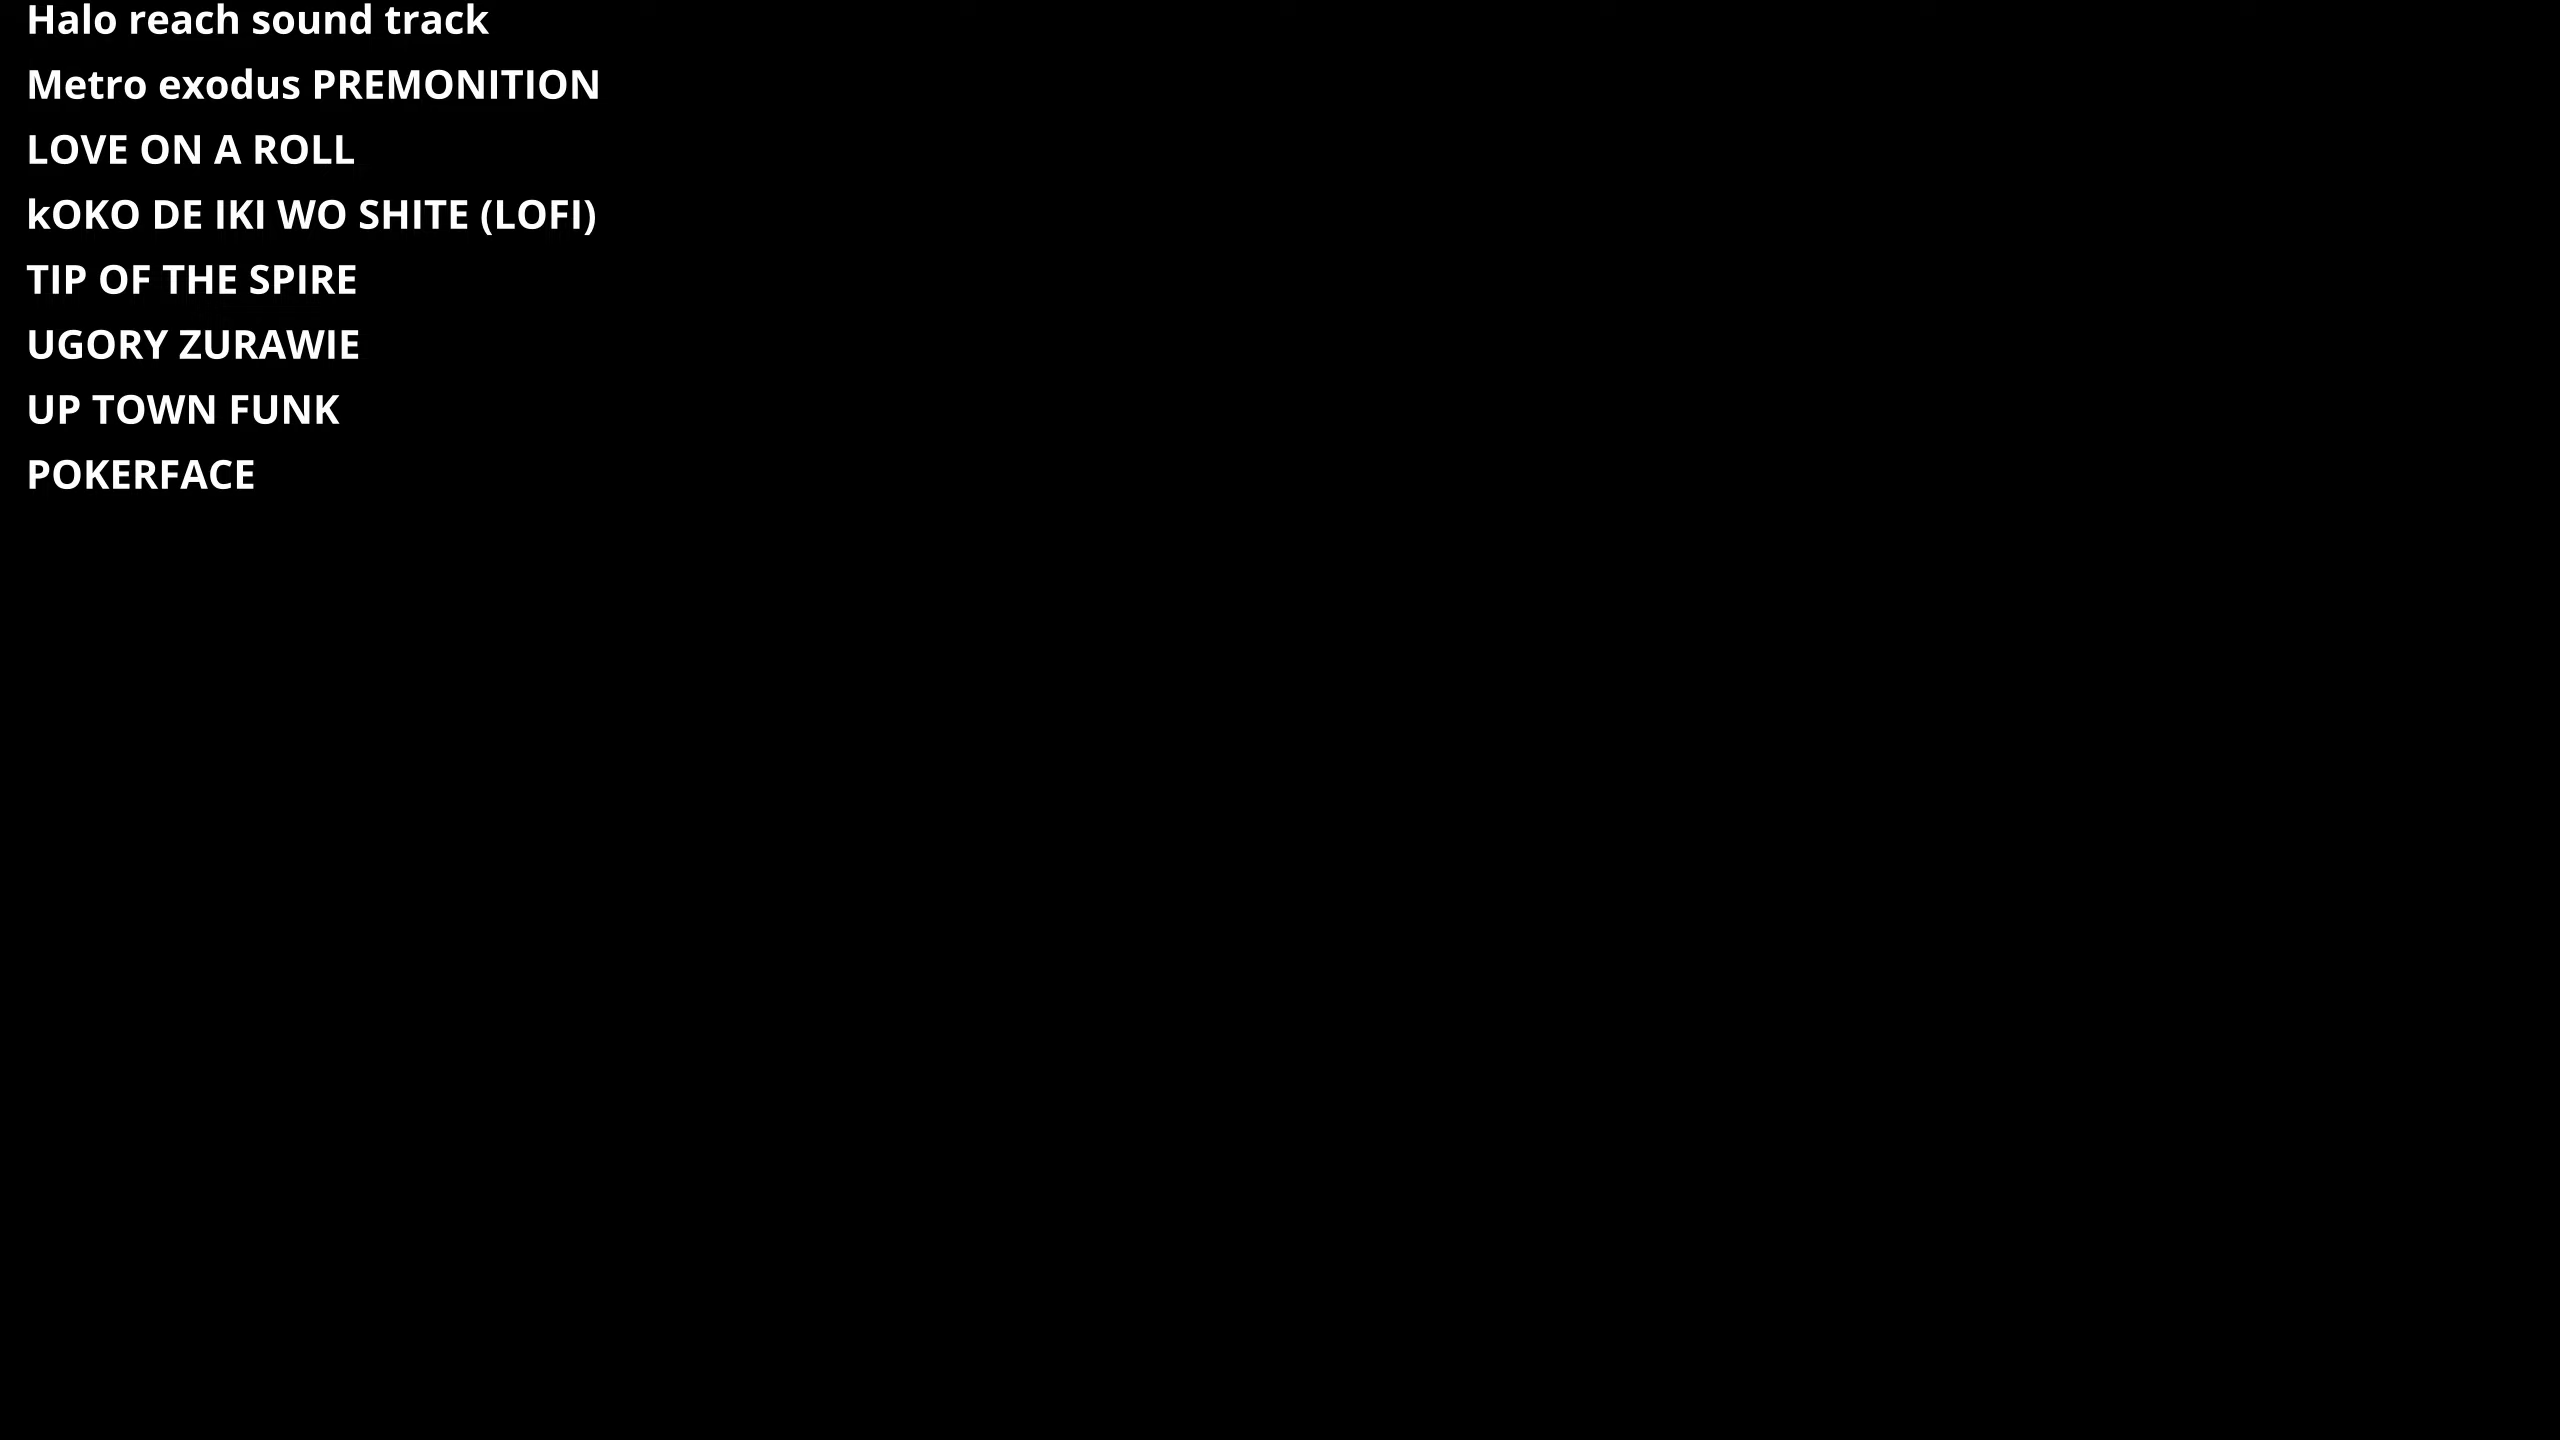 Halo reach sound track
Metro exodus PREMONITION
LOVE ON A ROLL
kOKO DE IKI WO SHITE (LOFI)
TIP OF THE SPIRE
UGORY ZURAWIE
UP TOWN FUNK
POKERFACE